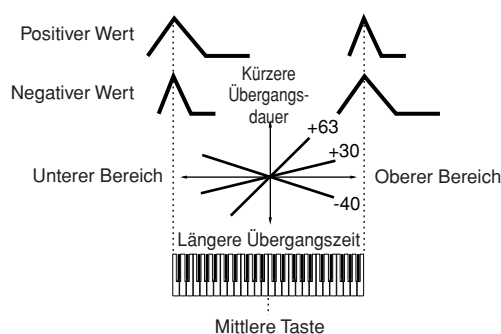 Positiver Wert
Negativer Wert
Kürzere
Übergangs-
dauer
+63
+30
Unterer Bereich
Oberer Bereich
-40
Längere Übergangszeit
Mittlere Taste